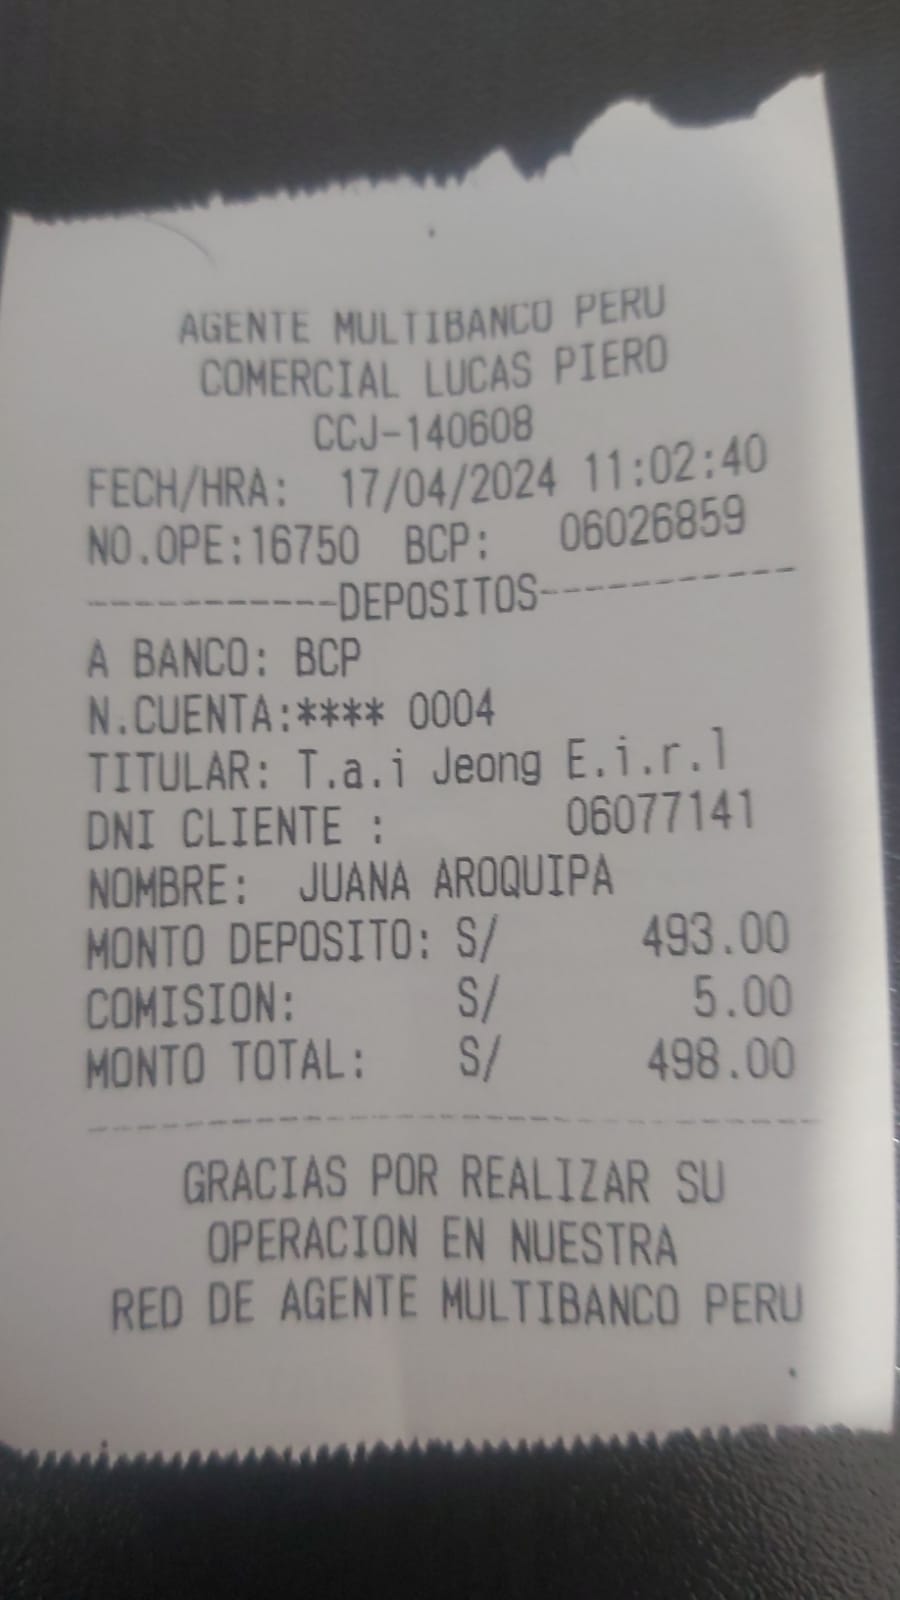 AGENTE MULTIBANCO PERU
COMERCIAL LUCAS PIERO
CCJ-140608
FECH/HRA: 17/04/2024 11:02:40
NO.OPE:16750 BCP: 06026859
-----------DEPOSITOS-----------
A BANCO: BCP
N.CUENTA:**** 0004
TITULAR: T.a.i Jeong E.i.r.l
DNI CLIENTE : 06077141
NOMBRE: JUANA AROQUIPA
MONTO DEPOSITO: S/ 493.00
COMISION: S/ 5.00
MONTO TOTAL: S/ 498.00
-------------------------------
GRACIAS POR REALIZAR SU
OPERACION EN NUESTRA
RED DE AGENTE MULTIBANCO PERU